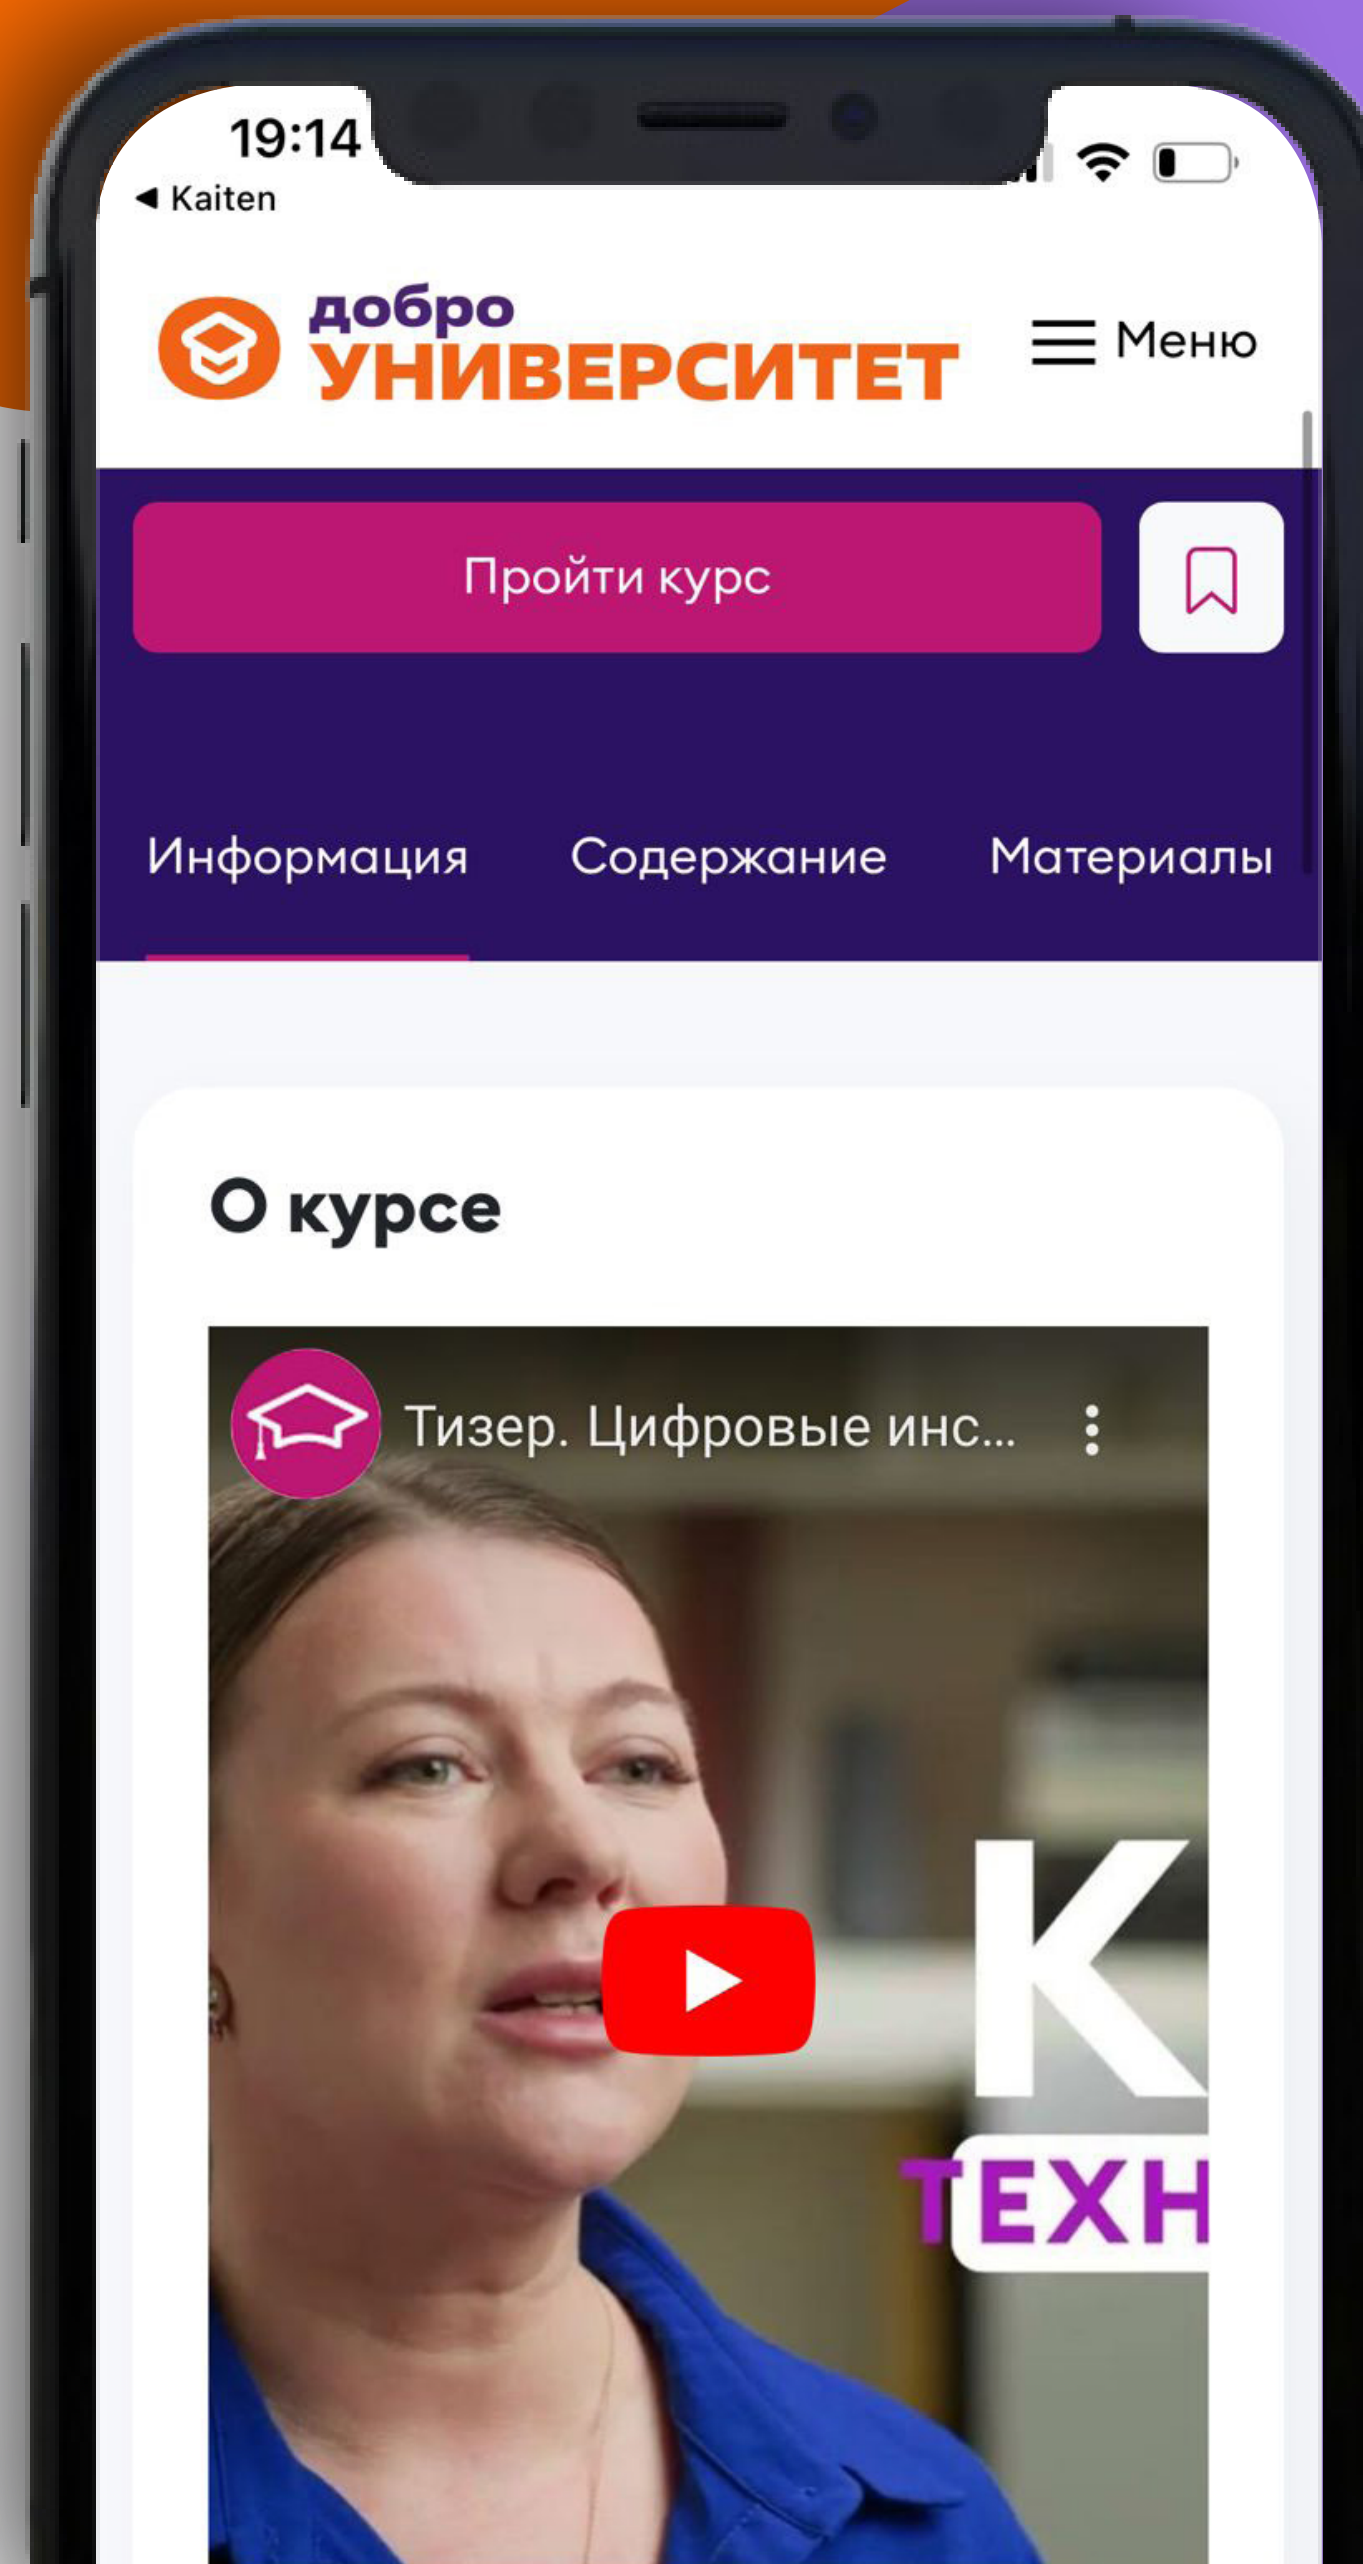 19:14
◀ Kaiten
добро
УНИВЕРСИТЕТ
Меню
Пройти курс
Информация
Содержание
Материалы
О курсе
Тизер. Цифровые инс...
К
ТЕХН